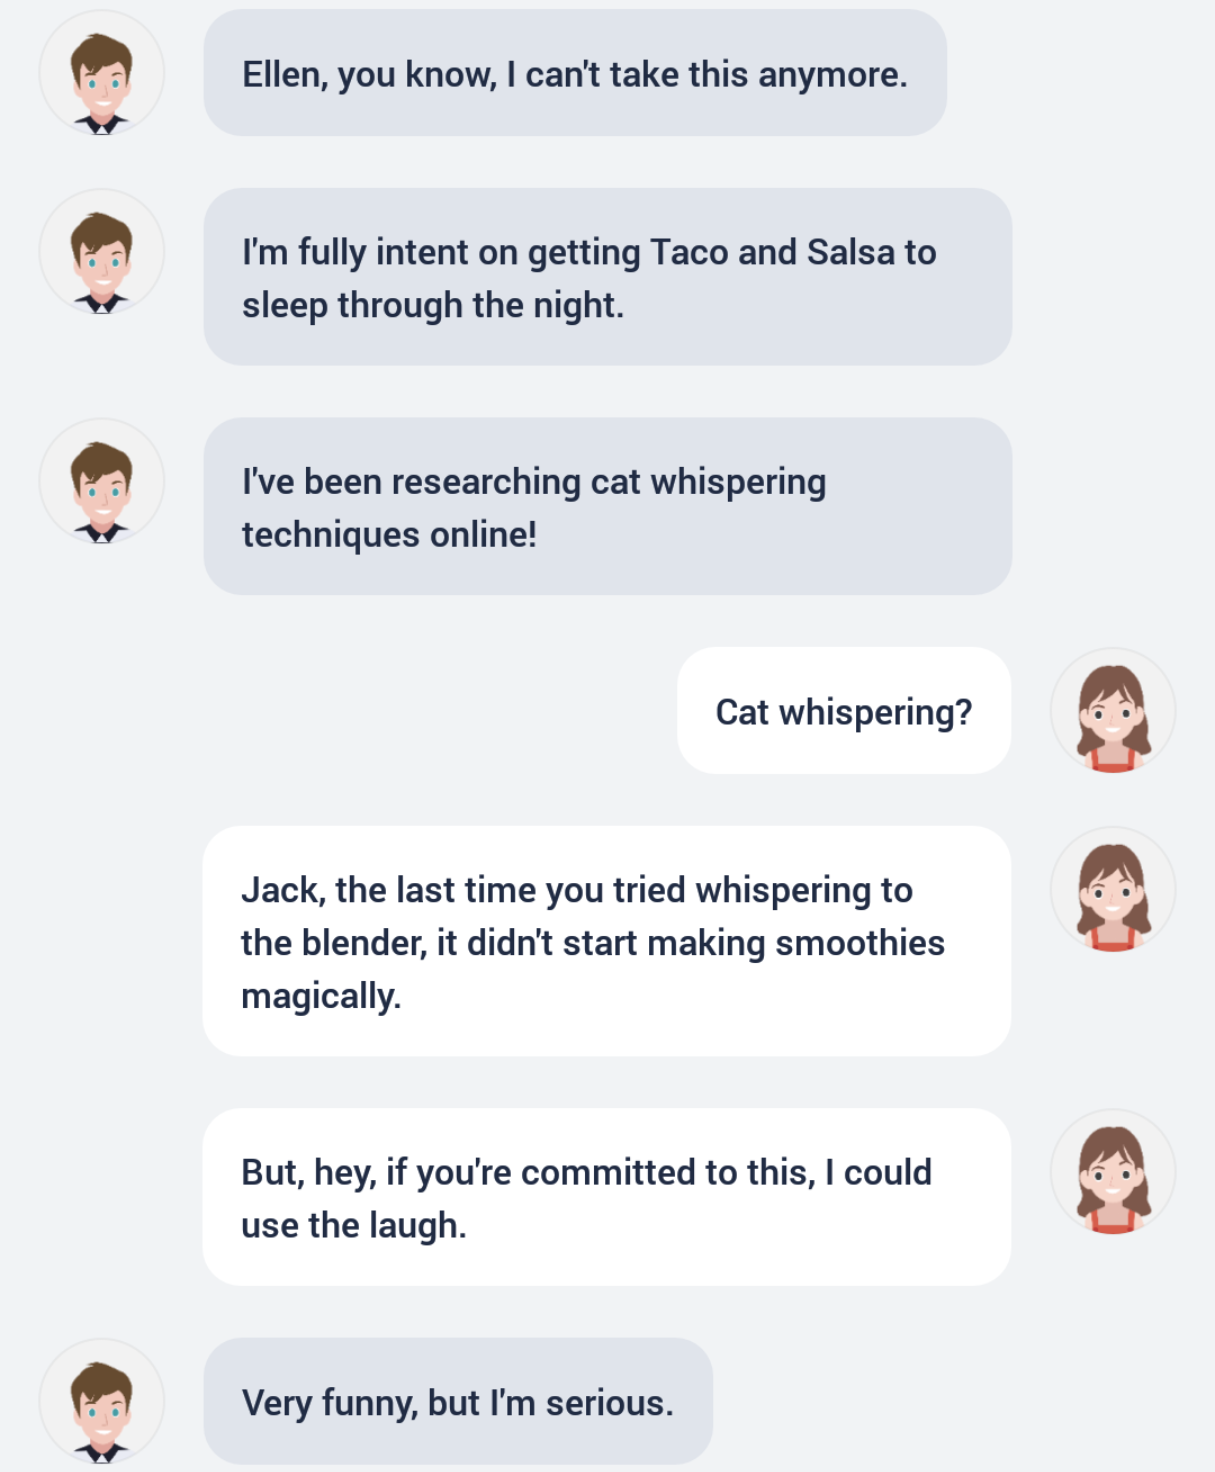 Ellen, you know, I can't take this anymore.
I'm fully intent on getting Taco and Salsa to
sleep through the night.
I've been researching cat whispering
techniques online!
Cat whispering?
Jack, the last time you tried whispering to
the blender, it didn't start making smoothies
magically.
But, hey, if you're committed to this, I could
use the laugh.
Very funny, but I'm serious.